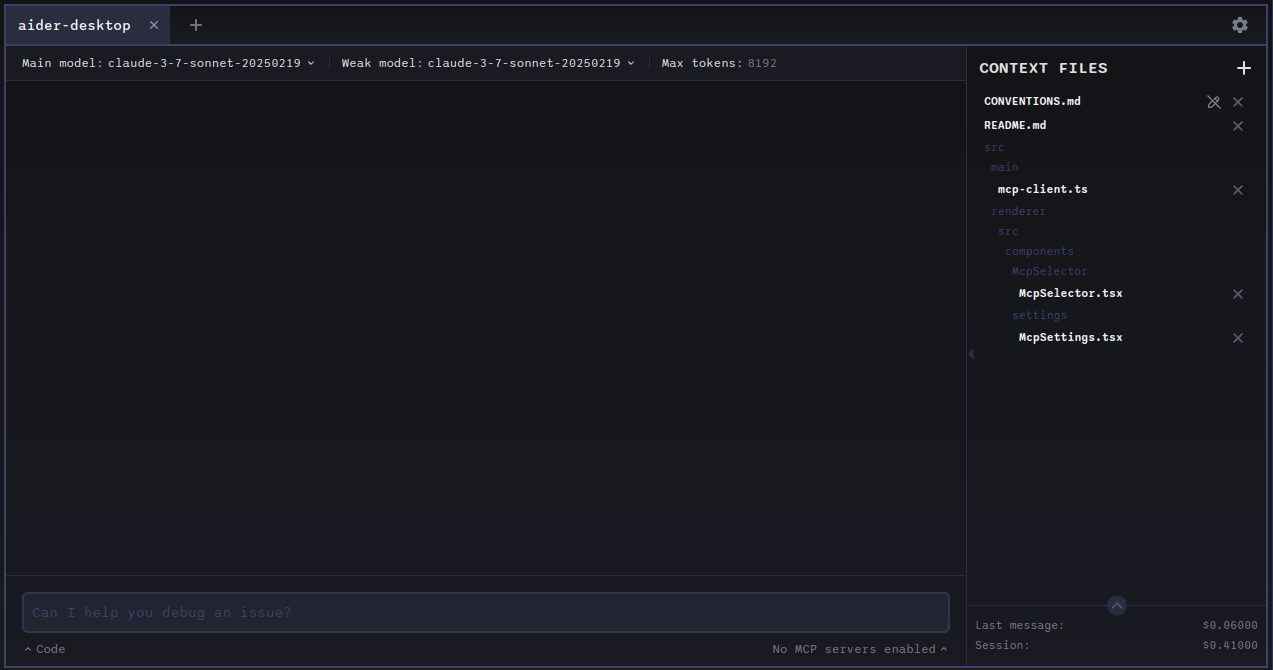 aider-desktop
Main model: claude-3-7-sonnet-20250219 Weak model: claude-3-7-sonnet-20250219 Max tokens: 8192
CONTEXT FILES
CONVENTIONS.md
README.md
src
main
mcp-client.ts
renderer
src
components
McpSelector
McpSelector.tsx
settings
McpSettings.tsx
Can I help you debug an issue?
Code No MCP servers enabled
Last message: $0.06000
Session: $0.41000